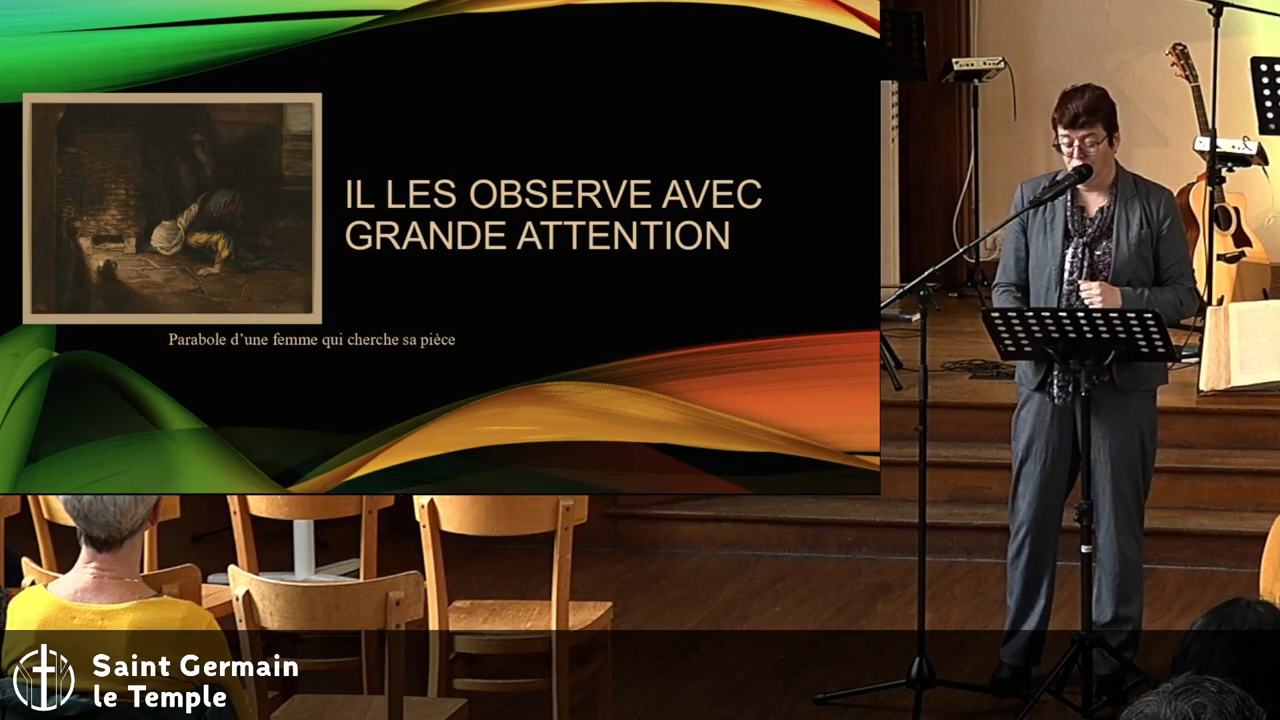 IL LES OBSERVE AVEC
GRANDE ATTENTION
Parabole d’une femme qui cherche sa pièce
Saint Germain
le Temple